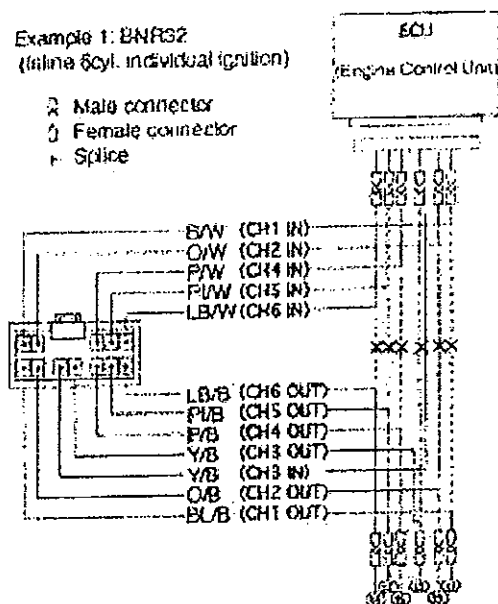 Example 1: BNR32
(Inline 6cyl. individual ignition)
Male connector
Female connector
Splice
ECU
(Engine Control Unit)
B/W (CH1 IN)
O/W (CH2 IN)
P/W (CH4 IN)
PI/W (CH5 IN)
LB/W (CH6 IN)
LB/B (CH6 OUT)
PI/B (CH5 OUT)
P/B (CH4 OUT)
Y/B (CH3 OUT)
Y/B (CH3 IN)
O/B (CH2 OUT)
BL/B (CH1 OUT)